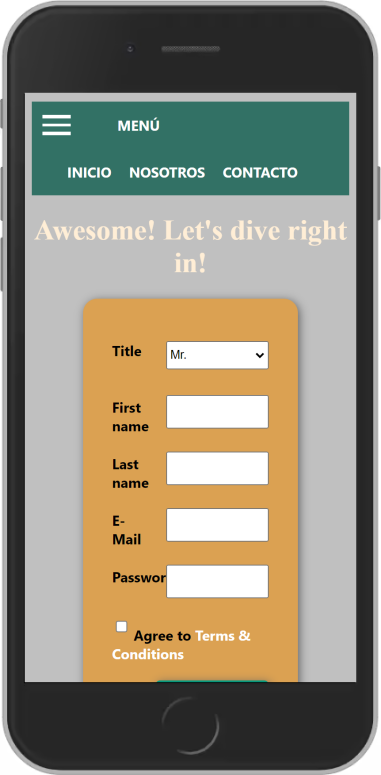 MENÚ
INICIO NOSOTROS CONTACTO
Awesome! Let's dive right
in!
Title Mr.
First
name
Last
name
E-
Mail
Passwor
Agree to Terms &
Conditions